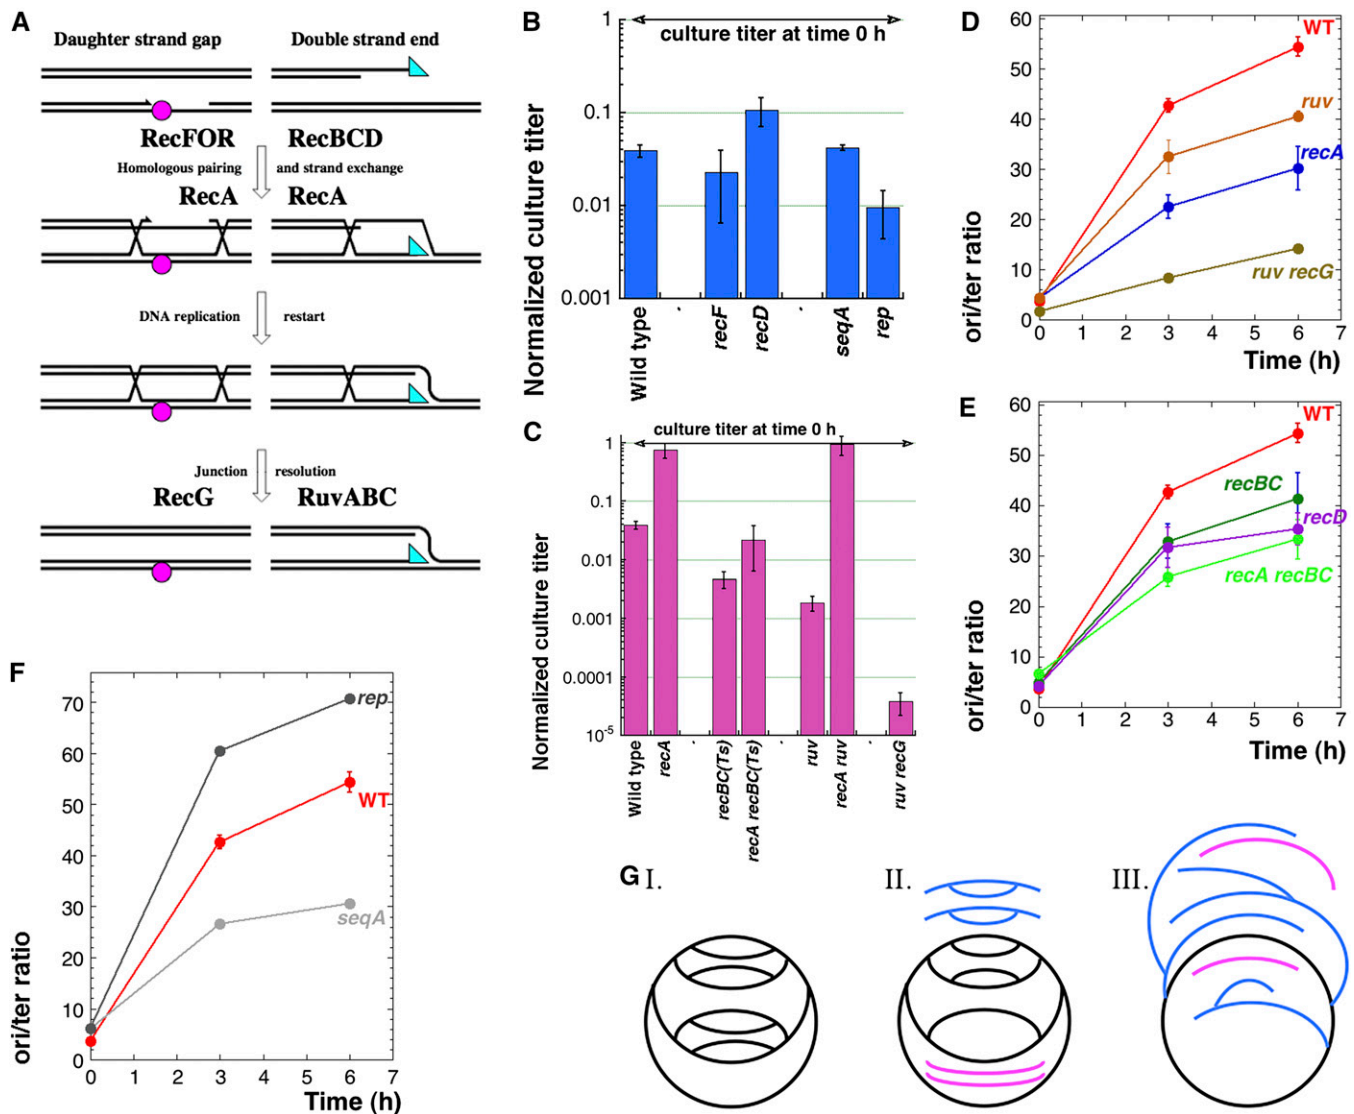 A
Daughter strand gap
Double strand end
RecFOR
RecBCD
Homologous pairing
and strand exchange
RecA
RecA
DNA replication
restart
Junction
resolution
RecG
RuvABC
B
Normalized culture titer
1
0.1
0.01
0.001
culture titer at time 0 h
Wild type
-
recF
recD
-
seqA
rep
C
Normalized culture titer
1
0.1
0.01
0.001
0.0001
10-5
culture titer at time 0 h
Wild type
recA
-
recBC(Ts)
recA recBC(Ts)
-
ruv
recA ruv
-
ruv recG
D
ori/ter ratio
60
50
40
30
20
10
0
WT
ruv
recA
ruv recG
0 1 2 3 4 5 6 7
Time (h)
E
ori/ter ratio
60
50
40
30
20
10
0
WT
recBC
recD
recA recBC
0 1 2 3 4 5 6 7
Time (h)
F
ori/ter ratio
70
60
50
40
30
20
10
0
rep
WT
seqA
0 1 2 3 4 5 6 7
Time (h)
G
I.
II.
III.